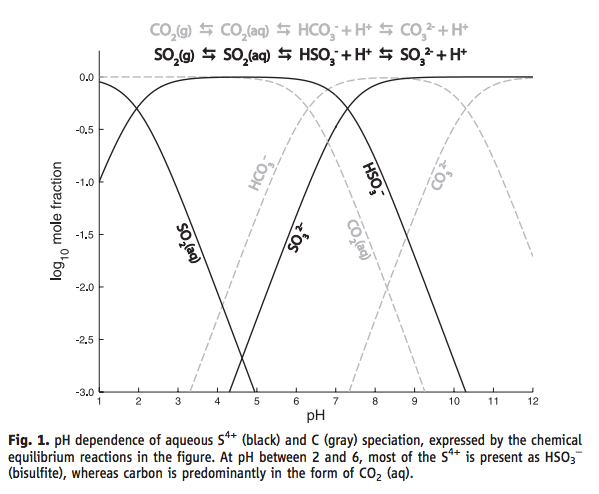 CO₂(g) ⇆ CO₂(aq) ⇆ HCO₃⁻ + H⁺ ⇆ CO₃²⁻ + H⁺
SO₂(g) ⇆ SO₂(aq) ⇆ HSO₃⁻ + H⁺ ⇆ SO₃²⁻ + H⁺
0.0
-0.5
-1.0
-1.5
-2.0
-2.5
-3.0
log₁₀ mole fraction
HCO₃⁻
HSO₃⁻
CO₃²⁻
SO₂(aq)
SO₃²⁻
CO₂(aq)
1 2 3 4 5 6 7 8 9 10 11 12
pH
Fig. 1. pH dependence of aqueous S⁴⁺ (black) and C (gray) speciation, expressed by the chemical
equilibrium reactions in the figure. At pH between 2 and 6, most of the S⁴⁺ is present as HSO₃⁻
(bisulfite), whereas carbon is predominantly in the form of CO₂ (aq).